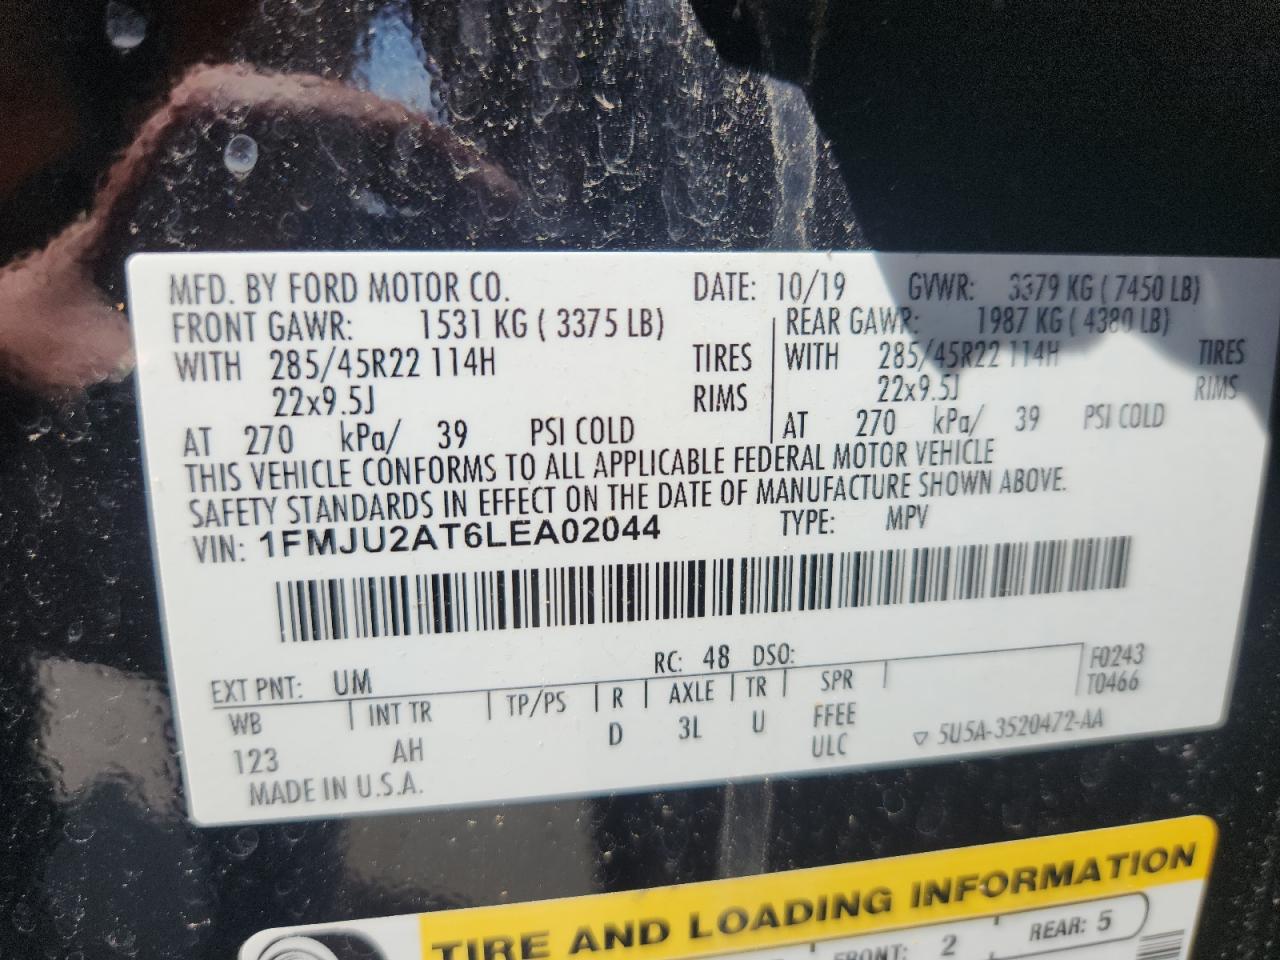 MFD. BY FORD MOTOR CO. DATE: 10/19 GVWR: 3379 KG ( 7450 LB)
FRONT GAWR: 1531 KG ( 3375 LB) REAR GAWR: 1987 KG ( 4380 LB)
WITH 285/45R22 114H TIRES WITH 285/45R22 114H TIRES
22x9.5J RIMS 22x9.5J RIMS
AT 270 kPa/ 39 PSI COLD AT 270 kPa/ 39 PSI COLD
THIS VEHICLE CONFORMS TO ALL APPLICABLE FEDERAL MOTOR VEHICLE
SAFETY STANDARDS IN EFFECT ON THE DATE OF MANUFACTURE SHOWN ABOVE.
VIN: 1FMJU2AT6LEA02044 TYPE: MPV
EXT PNT: UM RC: 48 DSO: F0243
WB INT TR TP/PS R AXLE TR SPR T0466
123 AH D 3L U FFEE
ULC 5U5A-3520472-AA
MADE IN U.S.A.
TIRE AND LOADING INFORMATION
FRONT: 2 REAR: 5